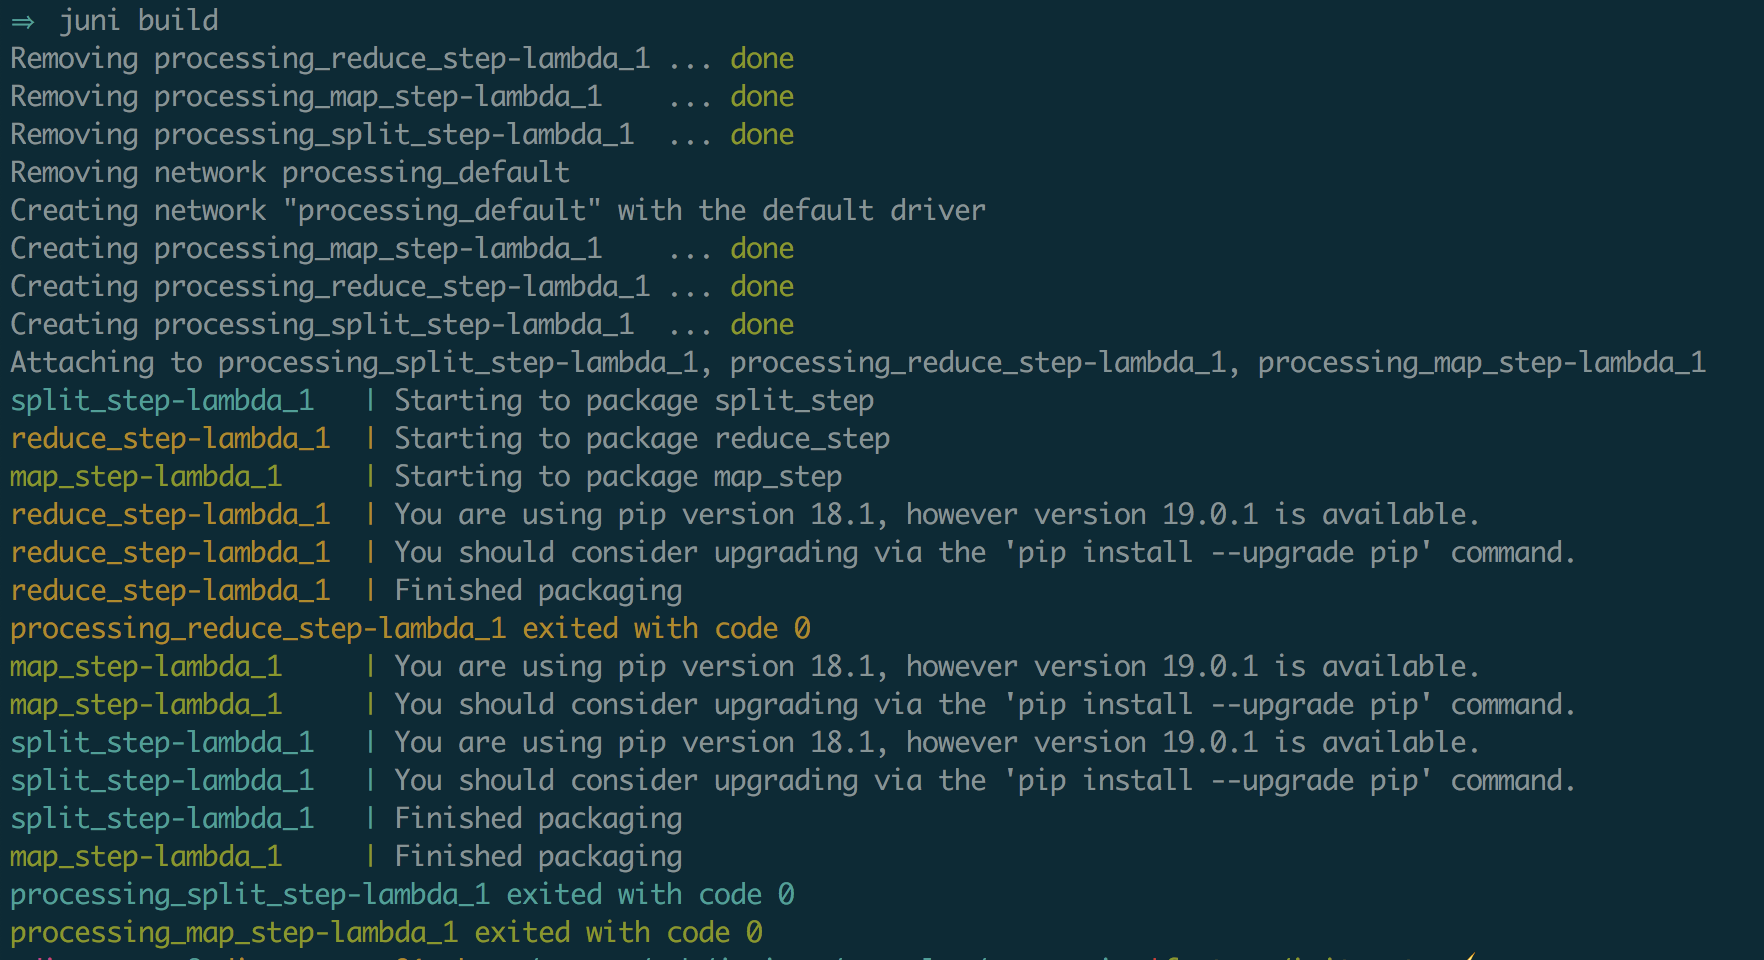 ⇒ juni build
Removing processing_reduce_step-lambda_1 ... done
Removing processing_map_step-lambda_1    ... done
Removing processing_split_step-lambda_1  ... done
Removing network processing_default
Creating network "processing_default" with the default driver
Creating processing_map_step-lambda_1    ... done
Creating processing_reduce_step-lambda_1 ... done
Creating processing_split_step-lambda_1  ... done
Attaching to processing_split_step-lambda_1, processing_reduce_step-lambda_1, processing_map_step-lambda_1
split_step-lambda_1   | Starting to package split_step
reduce_step-lambda_1  | Starting to package reduce_step
map_step-lambda_1     | Starting to package map_step
reduce_step-lambda_1  | You are using pip version 18.1, however version 19.0.1 is available.
reduce_step-lambda_1  | You should consider upgrading via the 'pip install --upgrade pip' command.
reduce_step-lambda_1  | Finished packaging
processing_reduce_step-lambda_1 exited with code 0
map_step-lambda_1     | You are using pip version 18.1, however version 19.0.1 is available.
map_step-lambda_1     | You should consider upgrading via the 'pip install --upgrade pip' command.
split_step-lambda_1   | You are using pip version 18.1, however version 19.0.1 is available.
split_step-lambda_1   | You should consider upgrading via the 'pip install --upgrade pip' command.
split_step-lambda_1   | Finished packaging
map_step-lambda_1     | Finished packaging
processing_split_step-lambda_1 exited with code 0
processing_map_step-lambda_1 exited with code 0